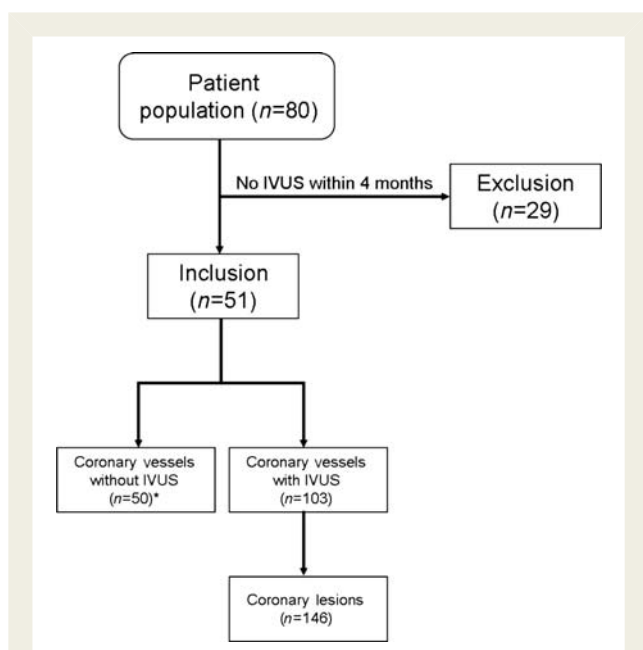 Patient
population (n=80)
No IVUS within 4 months
Exclusion
(n=29)
Inclusion
(n=51)
Coronary vessels
without IVUS
(n=50)*
Coronary vessels
with IVUS
(n=103)
Coronary lesions
(n=146)